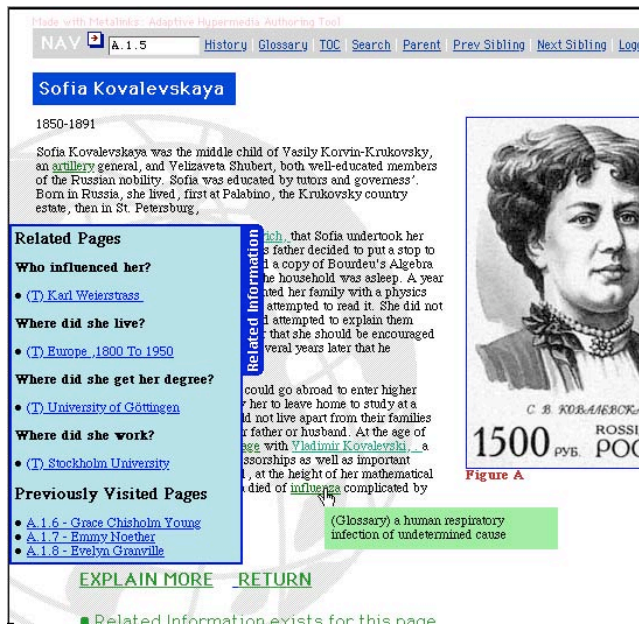 Made with Metalinks: Adaptive Hypermedia Authoring Tool
NAV A.1.5 History | Glossary | TOC | Search | Parent | Prev Sibling | Next Sibling |
Sofia Kovalevskaya
1850-1891
Sofia Kovalevskaya was the middle child of Vasily Korvin-Krukovsky,
an artillery general, and Velizaveta Shubert, both well-educated members
of the Russian nobility. Sofia was educated by tutors and governess'.
Born in Russia, she lived, first at Palabino, the Krukovsky country
estate, then in St. Petersburg,
that Sofia undertook her
father decided to put a stop to
a copy of Bourdeu's Algebra
household was asleep. A year
her family with a physics
attempted to read it. She did not
attempted to explain them
that she should be encouraged
several years later that he
could go abroad to enter higher
her to leave home to study at a
not live apart from their families
father or husband. At the age of
with Vladimir Kovalevski, . a
as well as important
, at the height of her mathematical
died of influenza complicated by
Related Information
Related Pages
Who influenced her?
• (T) Karl Weierstrass
Where did she live?
• (T) Europe ,1800 To 1950
Where did she get her degree?
• (T) University of Göttingen
Where did she work?
• (T) Stockholm University
Previously Visited Pages
• A.1.6 - Grace Chisholm Young
• A.1.7 - Emmy Noether
• A.1.8 - Evelyn Granville
(Glossary) a human respiratory
infection of undetermined cause
1500 РУБ.
ROSSI
Figure A
EXPLAIN MORE RETURN
Related Information exists for this page